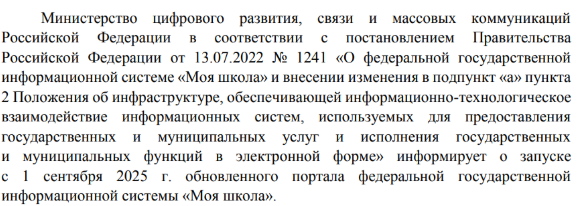 Министерство цифрового развития, связи и массовых коммуникаций
Российской Федерации в соответствии с постановлением Правительства
Российской Федерации от 13.07.2022 № 1241 «О федеральной государственной
информационной системе «Моя школа» и внесении изменения в подпункт «а» пункта
2 Положения об инфраструктуре, обеспечивающей информационно-технологическое
взаимодействие информационных систем, используемых для предоставления
государственных и муниципальных услуг и исполнения государственных
и муниципальных функций в электронной форме» информирует о запуске
с 1 сентября 2025 г. обновленного портала федеральной государственной
информационной системы «Моя школа».